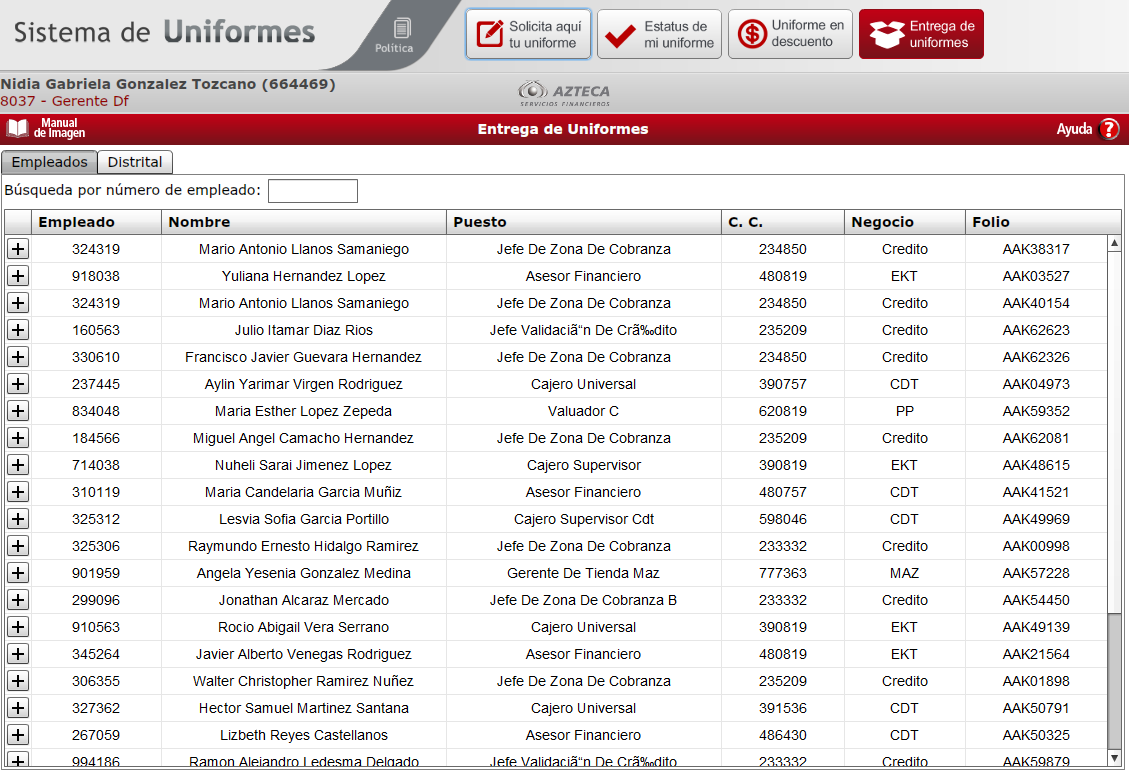 Sistema de Uniformes
Política
Solicita aquí
tu uniforme
Estatus de
mi uniforme
Uniforme en
descuento
Entrega de
uniformes
Nidia Gabriela Gonzalez Tozcano (664469)
8037 - Gerente Df
AZTECA
SERVICIOS FINANCIEROS
Manual
de Imagen
Entrega de Uniformes
Ayuda ?
Empleados Distrital
Búsqueda por número de empleado:
Empleado Nombre Puesto C. C. Negocio Folio
324319 Mario Antonio Llanos Samaniego Jefe De Zona De Cobranza 234850 Credito AAK38317
918038 Yuliana Hernandez Lopez Asesor Financiero 480819 EKT AAK03527
324319 Mario Antonio Llanos Samaniego Jefe De Zona De Cobranza 234850 Credito AAK40154
160563 Julio Itamar Diaz Rios Jefe Validaciã“n De Crã‰dito 235209 Credito AAK62623
330610 Francisco Javier Guevara Hernandez Jefe De Zona De Cobranza 234850 Credito AAK62326
237445 Aylin Yarimar Virgen Rodriguez Cajero Universal 390757 CDT AAK04973
834048 Maria Esther Lopez Zepeda Valuador C 620819 PP AAK59352
184566 Miguel Angel Camacho Hernandez Jefe De Zona De Cobranza 235209 Credito AAK62081
714038 Nuheli Sarai Jimenez Lopez Cajero Supervisor 390819 EKT AAK48615
310119 Maria Candelaria Garcia Muñiz Asesor Financiero 480757 CDT AAK41521
325312 Lesvia Sofia Garcia Portillo Cajero Supervisor Cdt 598046 CDT AAK49969
325306 Raymundo Ernesto Hidalgo Ramirez Jefe De Zona De Cobranza 233332 Credito AAK00998
901959 Angela Yesenia Gonzalez Medina Gerente De Tienda Maz 777363 MAZ AAK57228
299096 Jonathan Alcaraz Mercado Jefe De Zona De Cobranza B 233332 Credito AAK54450
910563 Rocio Abigail Vera Serrano Cajero Universal 390819 EKT AAK49139
345264 Javier Alberto Venegas Rodriguez Asesor Financiero 480819 EKT AAK21564
306355 Walter Christopher Ramirez Nuñez Jefe De Zona De Cobranza 235209 Credito AAK01898
327362 Hector Samuel Martinez Santana Cajero Universal 391536 CDT AAK50791
267059 Lizbeth Reyes Castellanos Asesor Financiero 486430 CDT AAK50325
994186 Ramon Alejandro Ledesma Delgado Jefe Validaciã“n De Crã‰dito 233332 Credito AAK59879